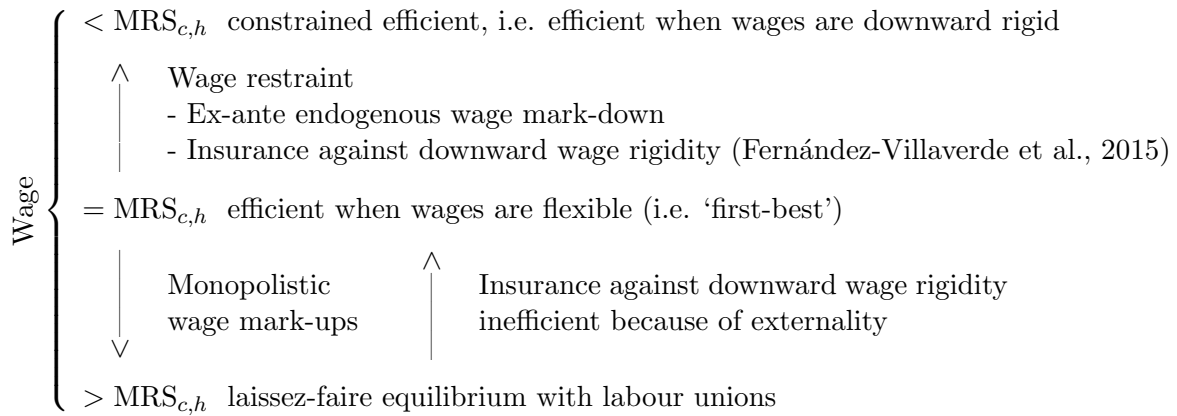 Wage
< MRS_{c,h} constrained efficient, i.e. efficient when wages are downward rigid
Wage restraint
- Ex-ante endogenous wage mark-down
- Insurance against downward wage rigidity (Fernández-Villaverde et al., 2015)
= MRS_{c,h} efficient when wages are flexible (i.e. ‘first-best’)
Monopolistic
wage mark-ups
Insurance against downward wage rigidity
inefficient because of externality
> MRS_{c,h} laissez-faire equilibrium with labour unions